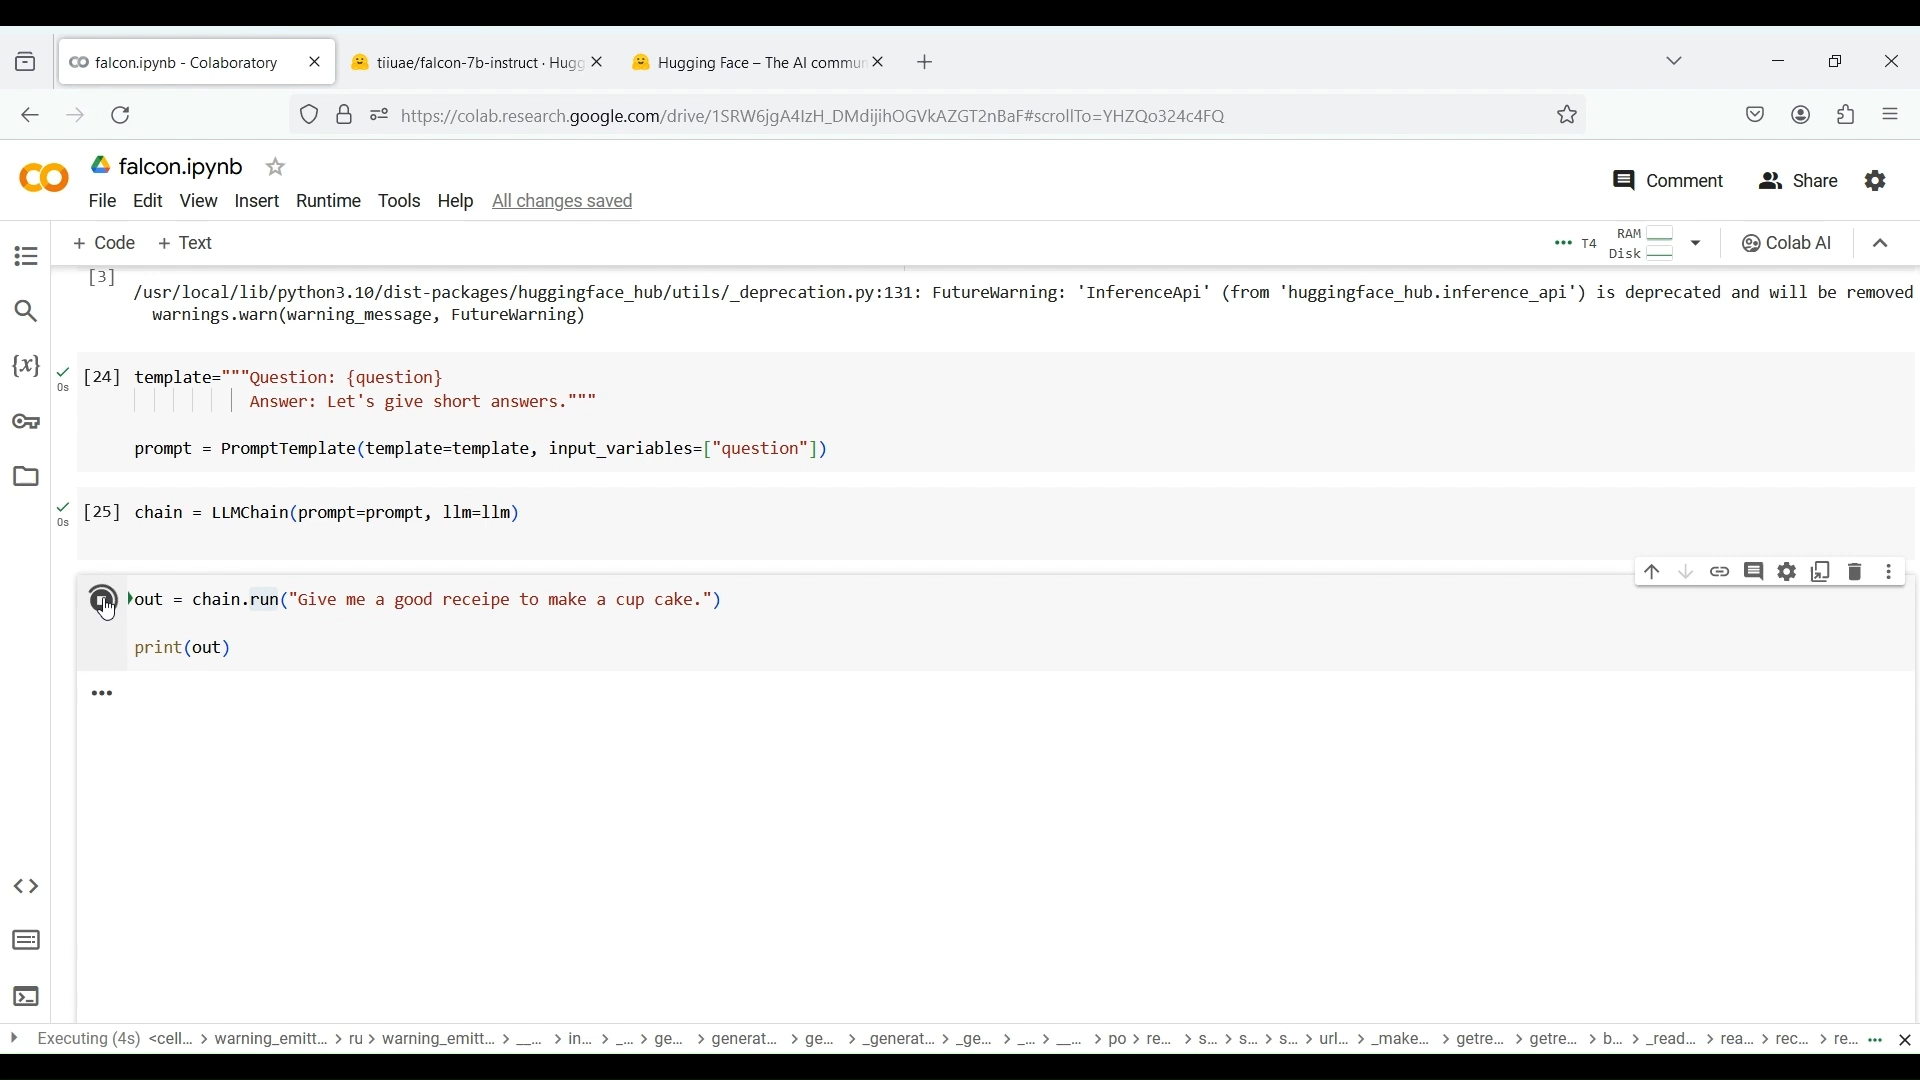 falcon.ipynb - Colaboratory
tiiuae/falcon-7b-instruct · Hugg
Hugging Face – The AI commun
https://colab.research.google.com/drive/1SRW6jgA4IzH_DMdijihOGVkAZGT2nBaF#scrollTo=YHZQo324c4FQ
falcon.ipynb
Comment
Share
File Edit View Insert Runtime Tools Help All changes saved
+ Code + Text
T4
RAM
Disk
Colab AI
[3]
/usr/local/lib/python3.10/dist-packages/huggingface_hub/utils/_deprecation.py:131: FutureWarning: 'InferenceApi' (from 'huggingface_hub.inference_api') is deprecated and will be removed
warnings.warn(warning_message, FutureWarning)
{x}
0s
[24] template="""Question: {question}
Answer: Let's give short answers."""
prompt = PromptTemplate(template=template, input_variables=["question"])
0s
[25] chain = LLMChain(prompt=prompt, llm=llm)
out = chain.run("Give me a good receipe to make a cup cake.")
print(out)
Executing (4s) <cell... > warning_emitt... > ru > warning_emitt... > __... > in... > _... > ge... > generat... > ge... > _generat... > _ge... > _... > __... > po > re... > s... > s... > s... > url... > _make... > getre... > getre... > b... > _read... > rea... > rec... > re...